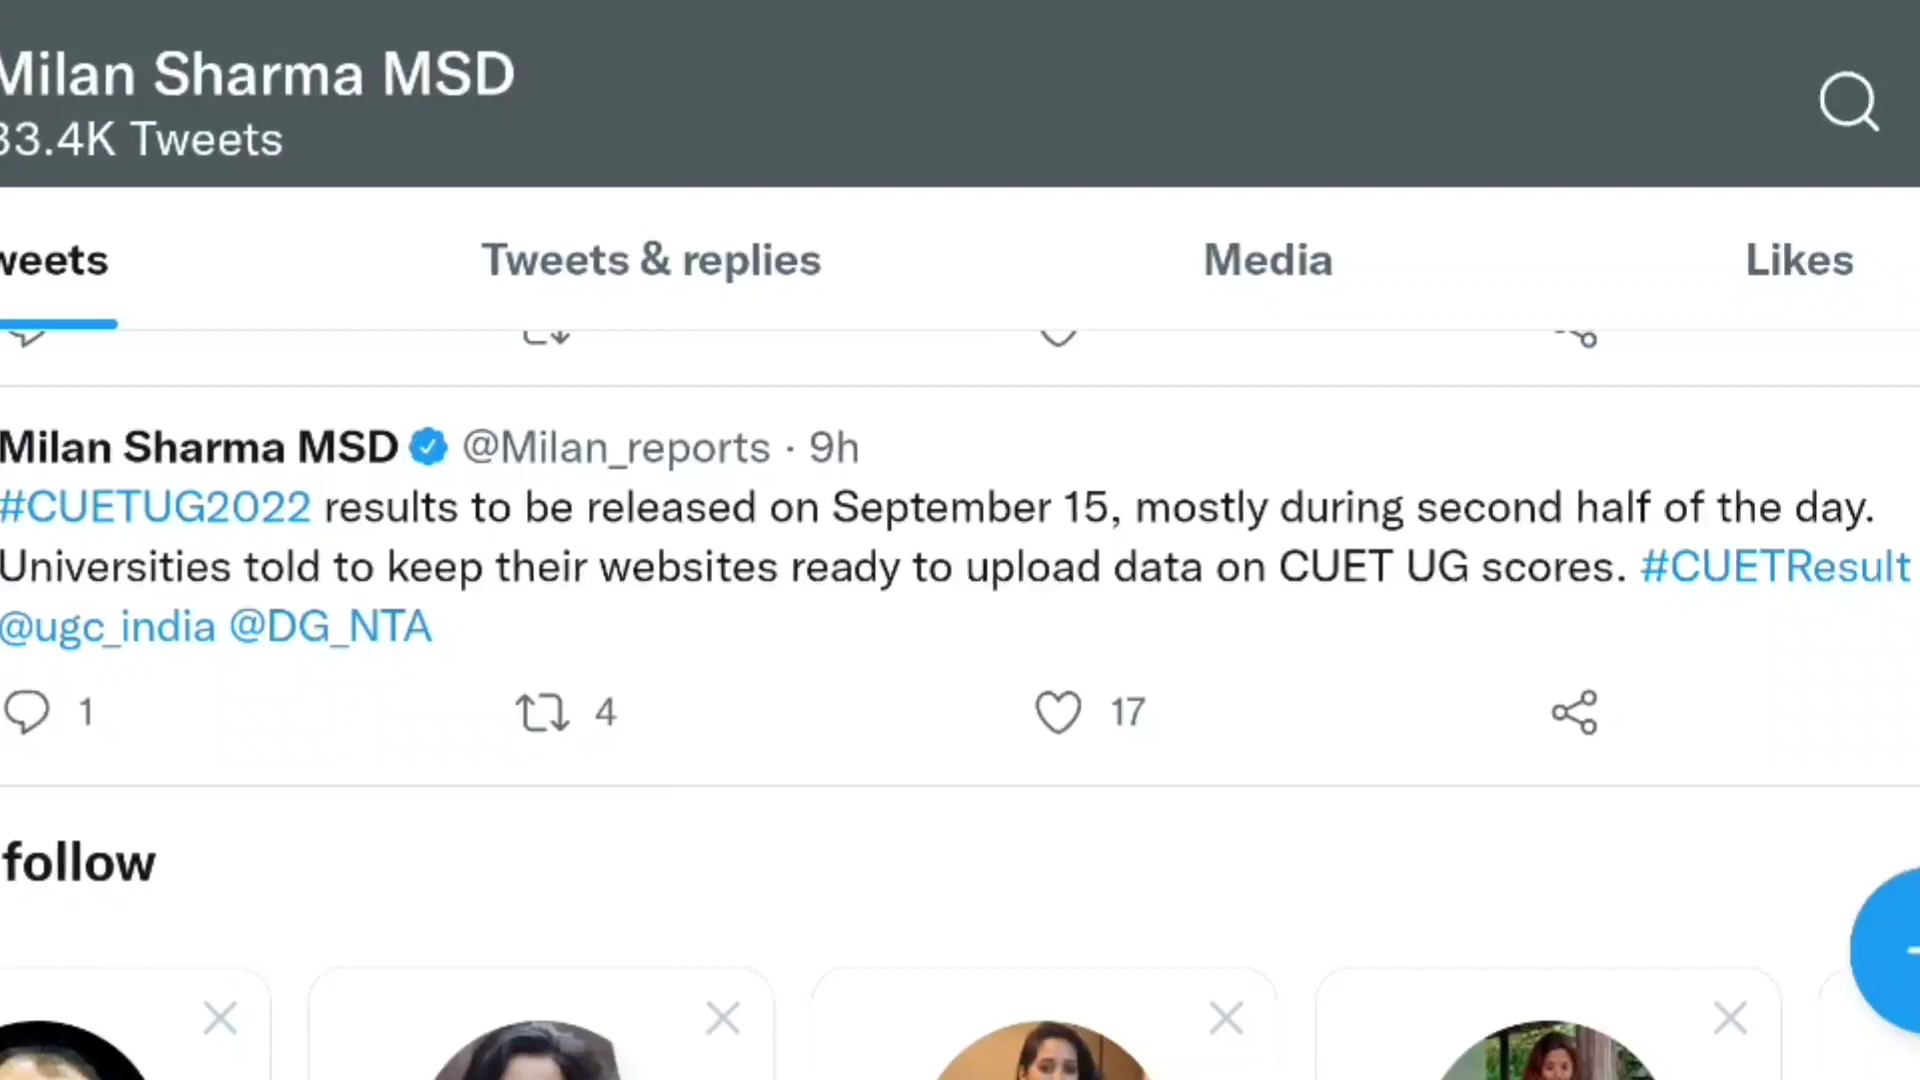 Milan Sharma MSD
33.4K Tweets
weets
Tweets & replies
Media
Likes
Milan Sharma MSD @Milan_reports · 9h
#CUETUG2022 results to be released on September 15, mostly during second half of the day.
Universities told to keep their websites ready to upload data on CUET UG scores. #CUETResult
@ugc_india @DG_NTA
1
4
17
follow